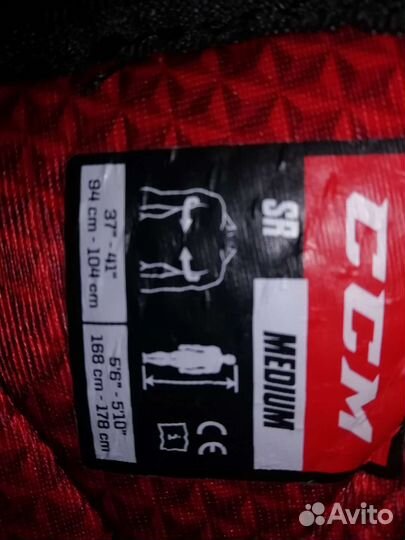 CCM
SR MEDIUM
37" - 41"
94 cm - 104 cm
5'6" - 5'10"
168 cm - 178 cm
CE
Avito